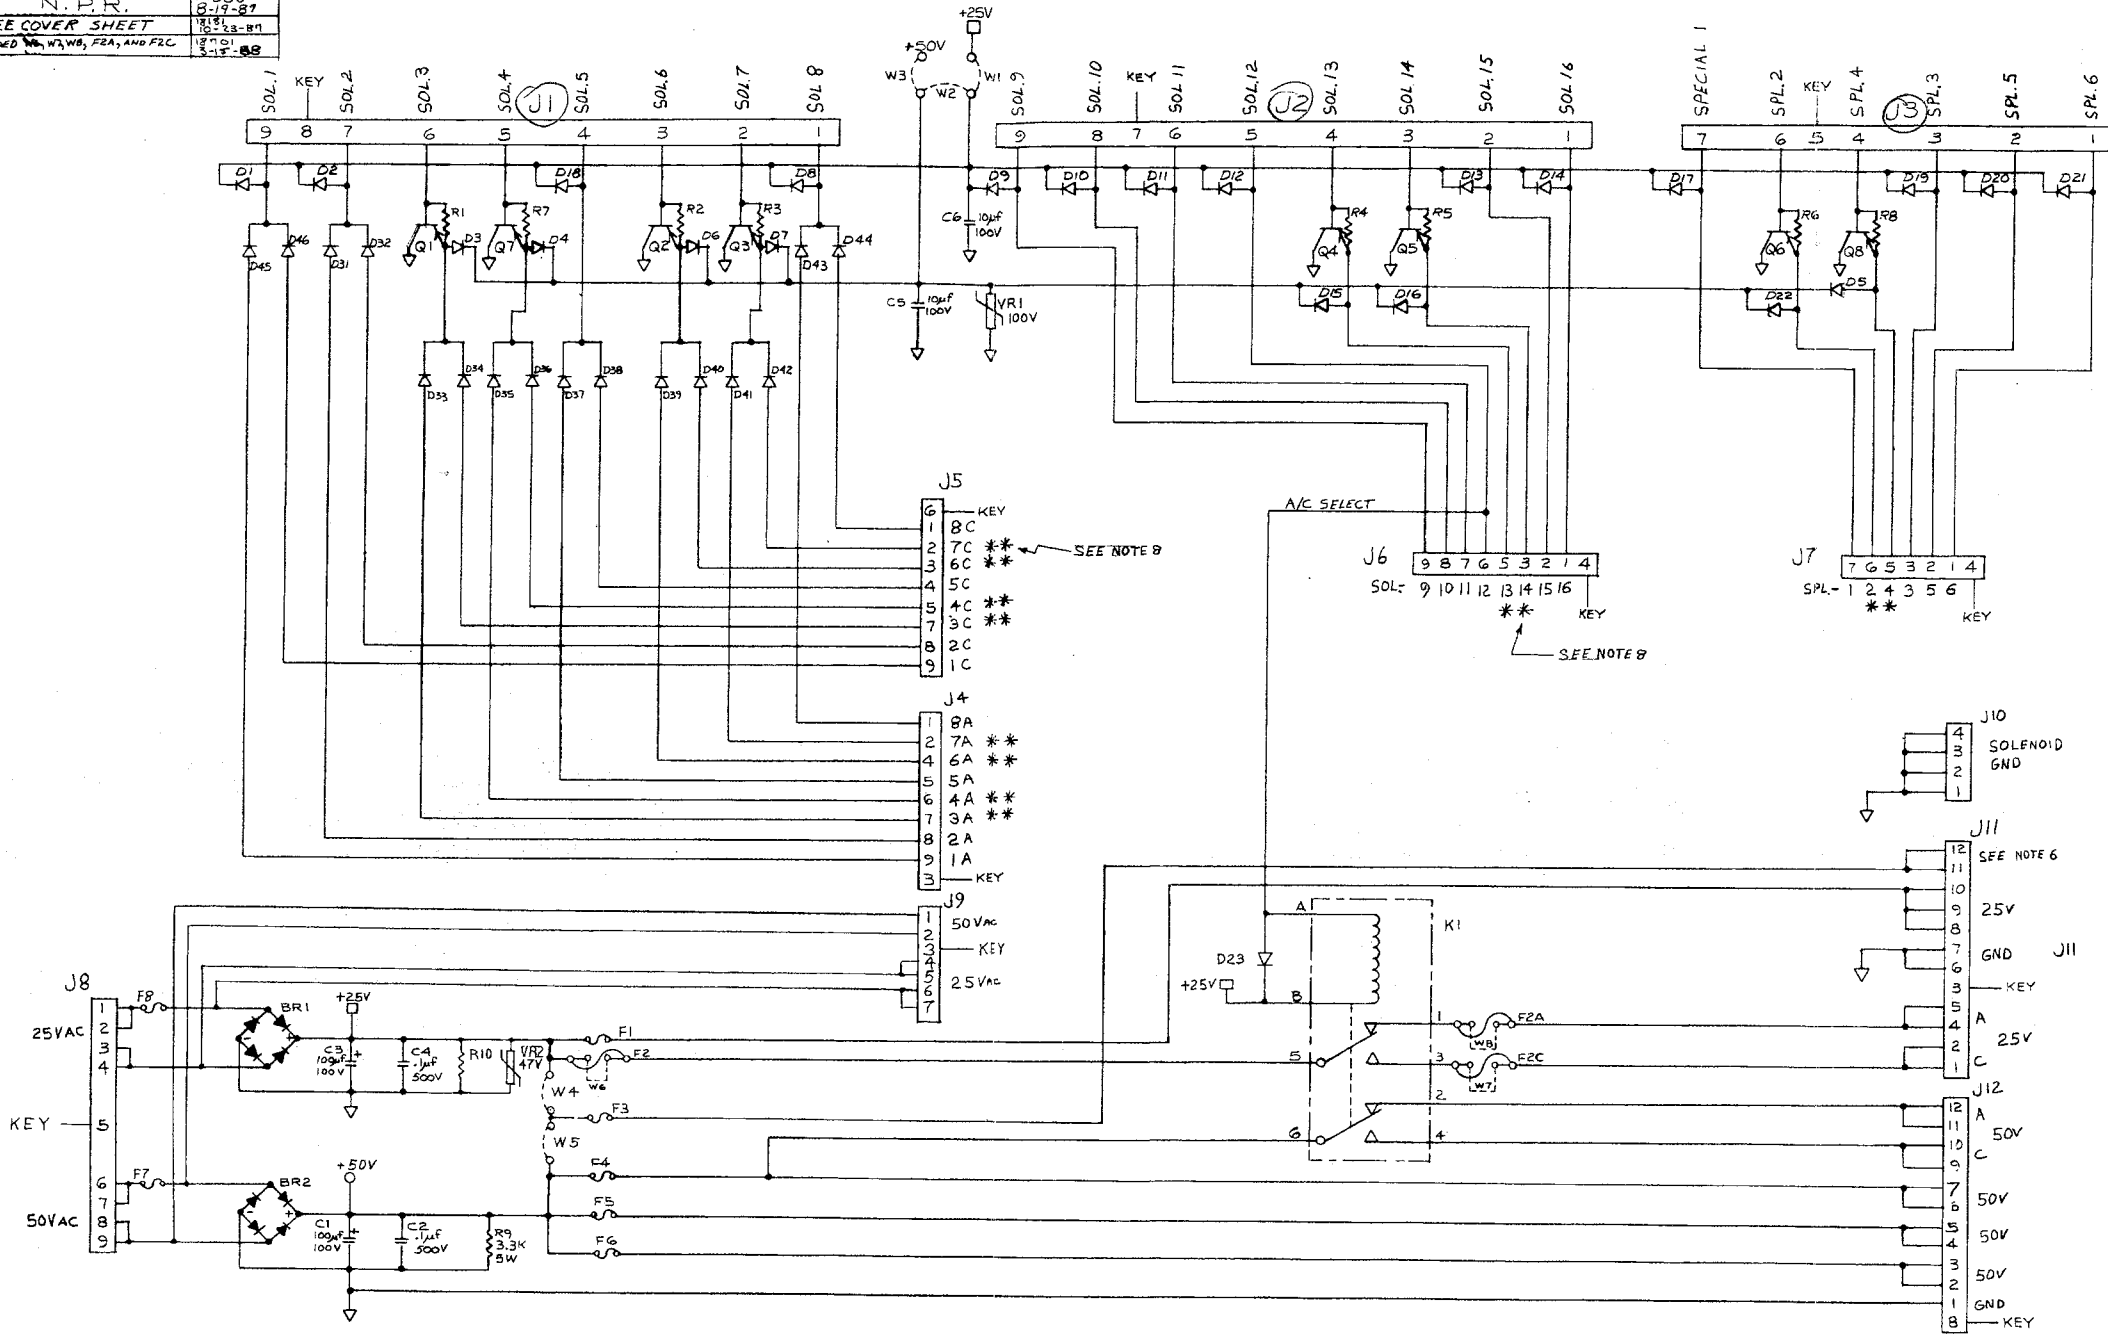 N. P. R.
8-19-87
EE COVER SHEET
18181
10-23-87
W7, W8, F2A, AND F2C
18701
+25V
+50V
W3
W1
W2
SOL. 1
KEY
SOL. 2
SOL. 3
SOL. 4
J1
SOL. 5
SOL. 6
SOL. 7
SOL 8
SOL. 9
SOL. 10
KEY
SOL. 11
SOL. 12
J2
SOL. 13
SOL. 14
SOL. 15
SOL 16
SPECIAL 1
SPL. 2
KEY
SPL. 4
J3
SPL. 3
SPL. 5
SPL. 6
9 8 7 6 5 4 3 2 1
9 8 7 6 5 4 3 2 1
7 6 5 4 3 2 1
D1 D2 D18 D8 D9 D10 D11 D12 D13 D14 D17 D19 D20 D21
R1 R7 R2 R3 R4 R5 R6 R8
Q1 Q7 Q2 Q3 Q4 Q5 Q6 Q8
D3 D4 D6 D7 D15 D16 D22 D5
D45 D46 D31 D32 D43 D44
C6 10µf 100V
C5 10µf 100V
VR1 100V
D33 D34 D35 D36 D37 D38 D39 D40 D41 D42
J5
6 KEY
1 8C
2 7C ** SEE NOTE 8
3 6C **
4 5C
5 4C **
7 3C **
8 2C
9 1C
A/C SELECT
J6
9 8 7 6 5 3 2 1 4
SOL- 9 10 11 12 13 14 15 16
KEY
* *
SEE NOTE 8
J7
7 6 5 3 2 1 4
SPL.- 1 2 4 3 5 6
KEY
* *
J4
1 8A
2 7A **
4 6A **
5 5A
6 4A **
7 3A **
8 2A
9 1A
3 KEY
J9
1
2
50VAC
3 KEY
4
5
6
7
25VAC
J10
4
3
2
1
SOLENOID
GND
J11
12
11
SEE NOTE 6
10
9
8
25V
7
6
GND
J11
3 KEY
5
4
A
25V
2
1
C
J12
12
11
A
50V
10
9
C
7
6
50V
5
4
50V
3
2
50V
1 GND
8 KEY
J8
1
2
3
4
25VAC
KEY 5
6
7
8
9
50VAC
F8
BR1
+25V
C3 100µf 100V
C4 .1µf 500V
R10
VR2 47V
F1
F2
W6
W4
F3
W5
F7
BR2
+50V
C1 100µf 100V
C2 .1µf 500V
R9 3.3K 5W
F4
F5
F6
D23
+25V
A
B
K1
5
6
1
3
2
4
F2A
W8
F2C
W7